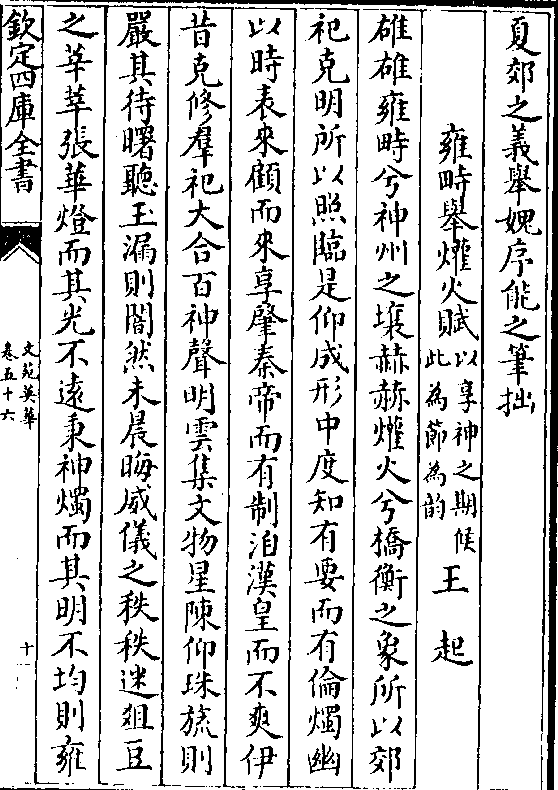 夏郊之義舉媿序能之筆拙
雍畤舉爟火賦以享神之期候此為節為韵王起
雄雄雍畤兮神州之壤赫赫爟火兮撟衡之象所以郊
祀克明所以照臨是仰成形中度知有要而有倫燭幽
以時表來顧而來享肇秦帝而有制洎漢皇而不爽伊
昔克修羣祀大合百神聲明雲集文物星陳仰珠旒則
嚴其待曙聽玉漏則闇然未晨晦威儀之秩秩迷爼豆
之莘莘張華燈而其光不遠秉神燭而其明不均則雍
欽定四庫全書
文苑英華
卷五十六
十一